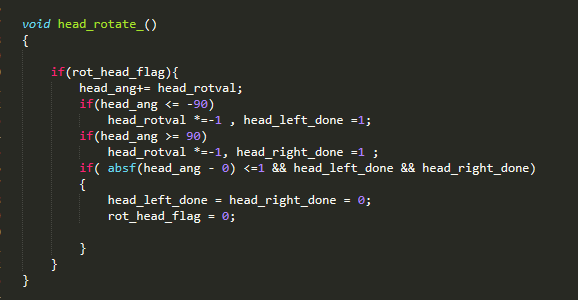 void head_rotate_()
{
if(rot_head_flag){
head_ang+= head_rotval;
if(head_ang <= -90)
head_rotval *=-1 , head_left_done =1;
if(head_ang >= 90)
head_rotval *=-1, head_right_done =1 ;
if( absf(head_ang - 0) <=1 && head_left_done && head_right_done)
{
head_left_done = head_right_done = 0;
rot_head_flag = 0;
}
}
}